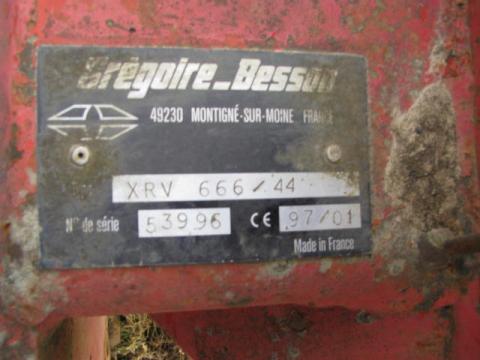 Grégoire_Besson
49230 MONTIGNÉ-SUR-MOINE FRANCE
XRV 666/44
N° de série 53996 CE 97/01
Made in France